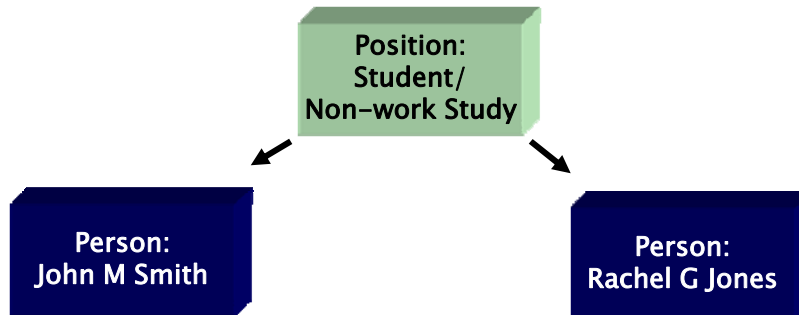 Position:
Student/
Non-work Study
Person:
John M Smith
Person:
Rachel G Jones